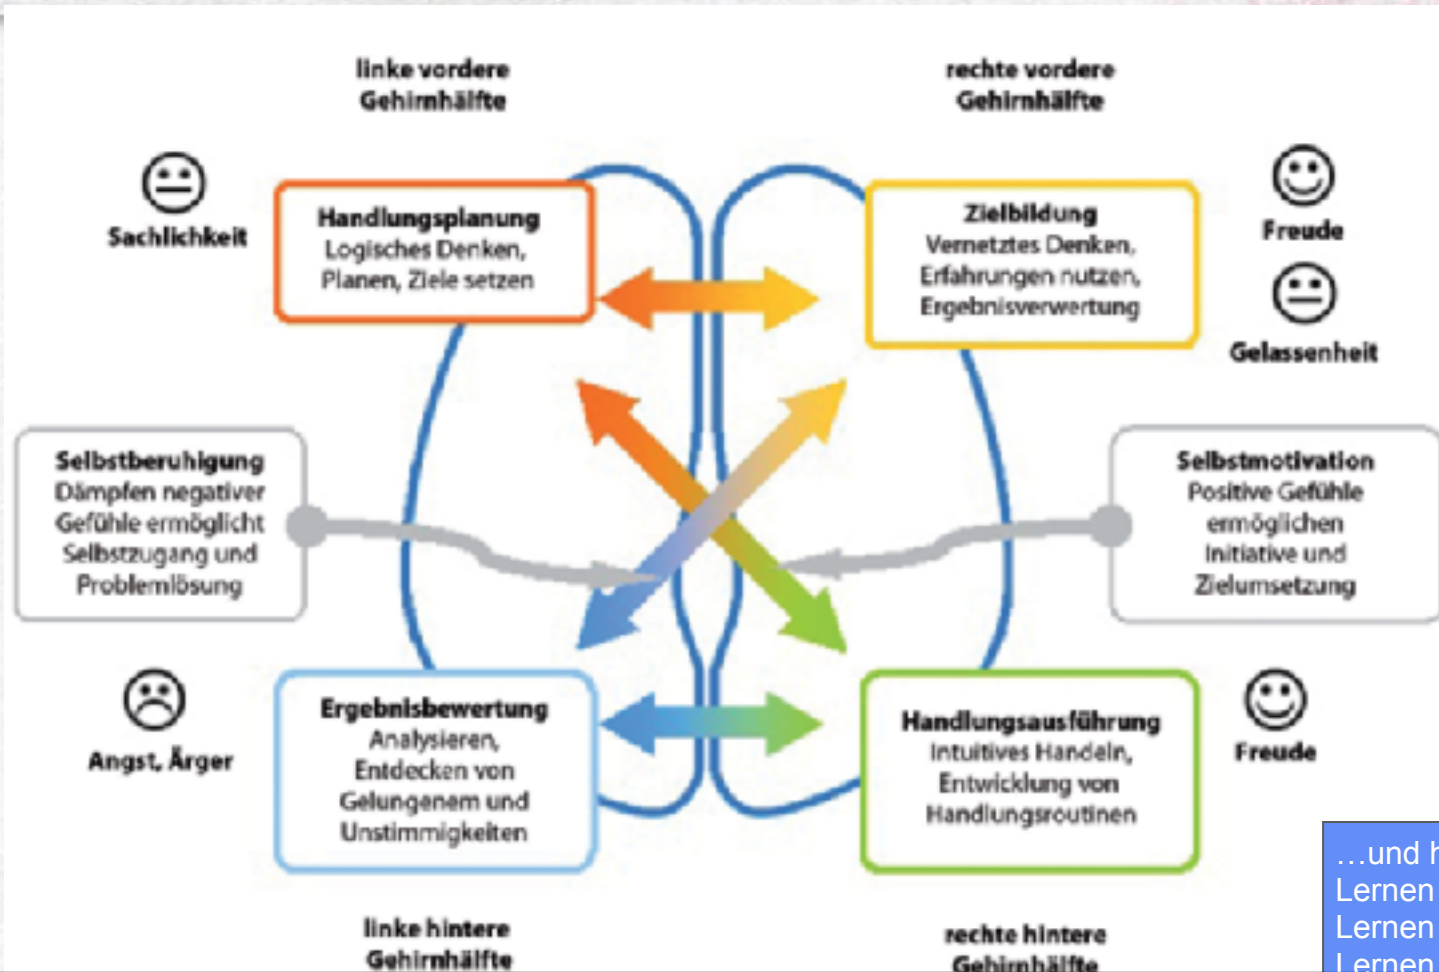 linke vordere
Gehirnhälfte
rechte vordere
Gehirnhälfte
Sachlichkeit
Handlungsplanung
Logisches Denken,
Planen, Ziele setzen
Zielbildung
Vernetztes Denken,
Erfahrungen nutzen,
Ergebnisverwertung
Freude
Gelassenheit
Selbstberuhigung
Dämpfen negativer
Gefühle ermöglicht
Selbstzugang und
Problemlösung
Selbstmotivation
Positive Gefühle
ermöglichen
Initiative und
Zielumsetzung
Angst, Ärger
Ergebnisbewertung
Analysieren,
Entdecken von
Gelungenem und
Unstimmigkeiten
Handlungsausführung
Intuitives Handeln,
Entwicklung von
Handlungsroutinen
Freude
linke hintere
Gehirnhälfte
rechte hintere
Gehirnhälfte
…und
Lernen
Lernen
Lernen